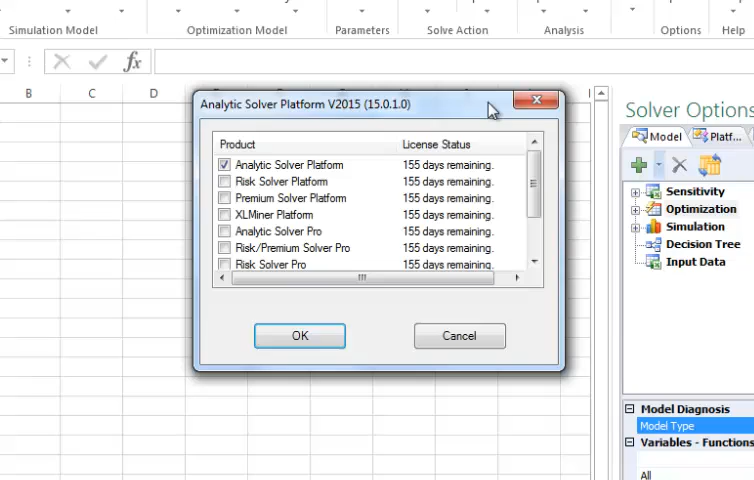 Simulation Model
Optimization Model
Parameters
Solve Action
Analysis
Options
Help
fx
B
C
D
Analytic Solver Platform V2015 (15.0.1.0)
Product License Status
Analytic Solver Platform 155 days remaining.
Risk Solver Platform 155 days remaining.
Premium Solver Platform 155 days remaining.
XLMiner Platform 155 days remaining.
Analytic Solver Pro 155 days remaining.
Risk/Premium Solver Pro 155 days remaining.
Risk Solver Pro 155 days remaining.
OK
Cancel
Solver Options
Model
Platf...
Sensitivity
Optimization
Simulation
Decision Tree
Input Data
Model Diagnosis
Model Type
Variables - Functions
All